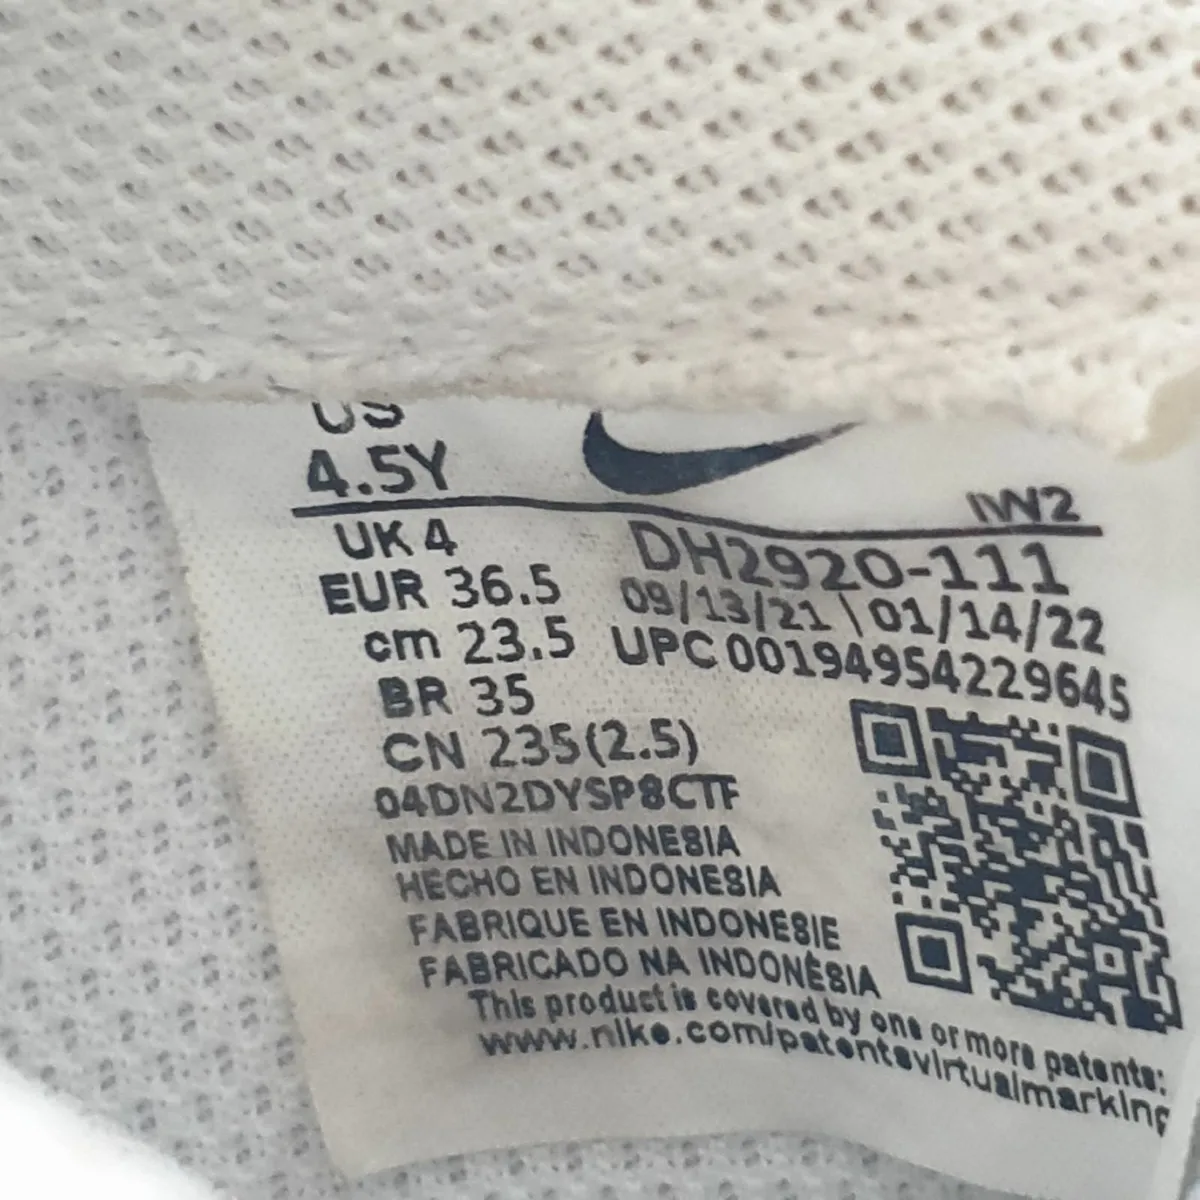 US
4.5Y
IW2
UK 4
EUR 36.5
cm 23.5
BR 35
CN 235(2.5)
DH2920-111
09/13/21 \ 01/14/22
UPC 00194954229645
04DN2DYSP8CTF
MADE IN INDONESIA
HECHO EN INDONESIA
FABRIQUE EN INDONESIE
FABRICADO NA INDONÉSIA
This product is covered by one or more patents:
www.nike.com/patentsvirtualmarking